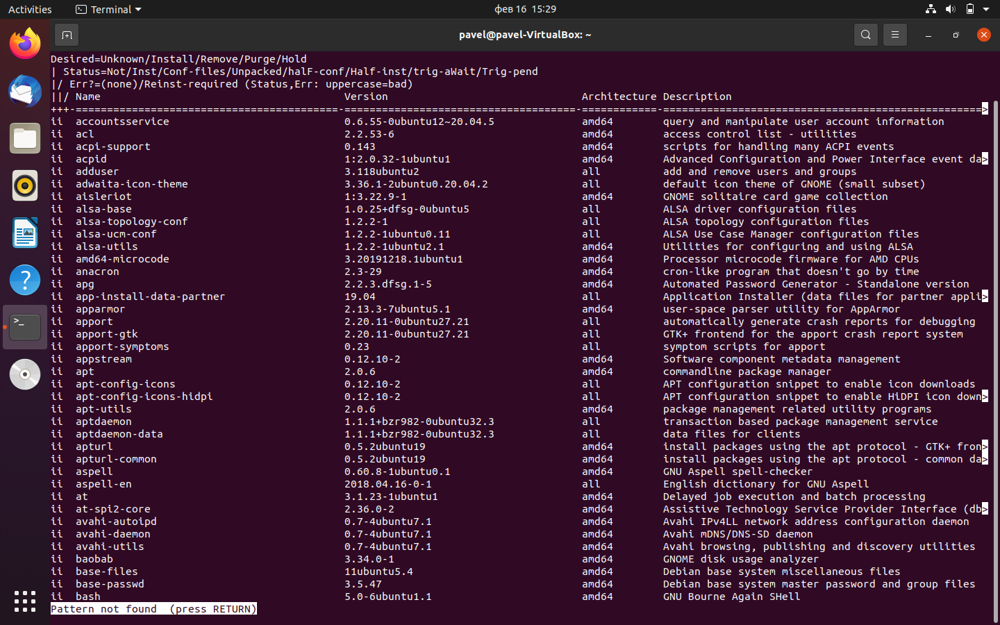 Activities Terminal фев 16 15:29
pavel@pavel-VirtualBox: ~
Desired=Unknown/Install/Remove/Purge/Hold
| Status=Not/Inst/Conf-files/Unpacked/halF-conf/Half-inst/trig-aWait/Trig-pend
|/ Err?=(none)/Reinst-required (Status,Err: uppercase=bad)
||/ Name Version Architecture Description
+++-==========================================-=====================================-============-===================================================>
ii accountsservice 0.6.55-0ubuntu12~20.04.5 amd64 query and manipulate user account information
ii acl 2.2.53-6 amd64 access control list - utilities
ii acpi-support 0.143 amd64 scripts for handling many ACPI events
ii acpid 1:2.0.32-1ubuntu1 amd64 Advanced Configuration and Power Interface event da>
ii adduser 3.118ubuntu2 all add and remove users and groups
ii adwaita-icon-theme 3.36.1-2ubuntu0.20.04.2 all default icon theme of GNOME (small subset)
ii aisleriot 1:3.22.9-1 amd64 GNOME solitaire card game collection
ii alsa-base 1.0.25+dfsg-0ubuntu5 all ALSA driver configuration files
ii alsa-topology-conf 1.2.2-1 all ALSA topology configuration files
ii alsa-ucm-conf 1.2.2-1ubuntu0.11 all ALSA Use Case Manager configuration files
ii alsa-utils 1.2.2-1ubuntu2.1 amd64 Utilities for configuring and using ALSA
ii amd64-microcode 3.20191218.1ubuntu1 amd64 Processor microcode firmware for AMD CPUs
ii anacron 2.3-29 amd64 cron-like program that doesn't go by time
ii apg 2.2.3.dfsg.1-5 amd64 Automated Password Generator - Standalone version
ii app-install-data-partner 19.04 all Application Installer (data files for partner appli>
ii apparmor 2.13.3-7ubuntu5.1 amd64 user-space parser utility for AppArmor
ii apport 2.20.11-0ubuntu27.21 all automatically generate crash reports for debugging
ii apport-gtk 2.20.11-0ubuntu27.21 all GTK+ frontend for the apport crash report system
ii apport-symptoms 0.23 all symptom scripts for apport
ii appstream 0.12.10-2 amd64 Software component metadata management
ii apt 2.0.6 amd64 commandline package manager
ii apt-config-icons 0.12.10-2 all APT configuration snippet to enable icon downloads
ii apt-config-icons-hidpi 0.12.10-2 all APT configuration snippet to enable HiDPI icon down>
ii apt-utils 2.0.6 amd64 package management related utility programs
ii aptdaemon 1.1.1+bzr982-0ubuntu32.3 all transaction based package management service
ii aptdaemon-data 1.1.1+bzr982-0ubuntu32.3 all data files for clients
ii apturl 0.5.2ubuntu19 amd64 install packages using the apt protocol - GTK+ fron>
ii apturl-common 0.5.2ubuntu19 amd64 install packages using the apt protocol - common da>
ii aspell 0.60.8-1ubuntu0.1 amd64 GNU Aspell spell-checker
ii aspell-en 2018.04.16-0-1 all English dictionary for GNU Aspell
ii at 3.1.23-1ubuntu1 amd64 Delayed job execution and batch processing
ii at-spi2-core 2.36.0-2 amd64 Assistive Technology Service Provider Interface (db>
ii avahi-autoipd 0.7-4ubuntu7.1 amd64 Avahi IPv4LL network address configuration daemon
ii avahi-daemon 0.7-4ubuntu7.1 amd64 Avahi mDNS/DNS-SD daemon
ii avahi-utils 0.7-4ubuntu7.1 amd64 Avahi browsing, publishing and discovery utilities
ii baobab 3.34.0-1 amd64 GNOME disk usage analyzer
ii base-files 11ubuntu5.4 amd64 Debian base system miscellaneous files
ii base-passwd 3.5.47 amd64 Debian base system master password and group files
ii bash 5.0-6ubuntu1.1 amd64 GNU Bourne Again SHell
Pattern not found (press RETURN)